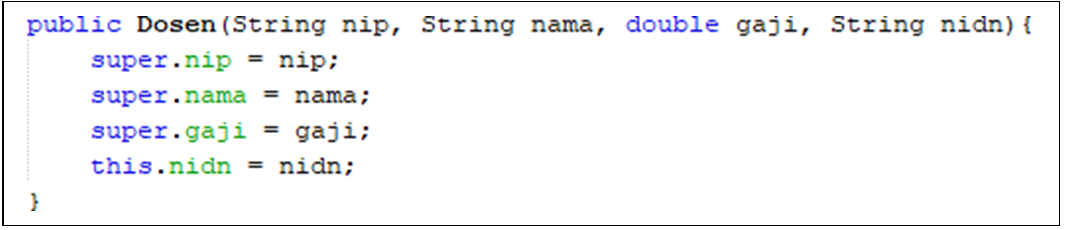 public Dosen(String nip, String nama, double gaji, String nidn){
    super.nip = nip;
    super.nama = nama;
    super.gaji = gaji;
    this.nidn = nidn;
}